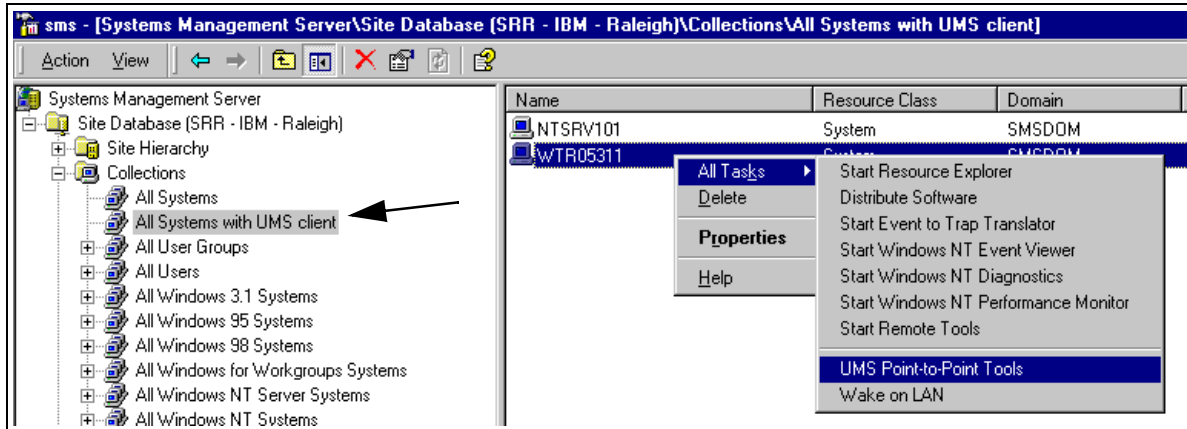 sms - [Systems Management Server\Site Database (SRR - IBM - Raleigh)\Collections\All Systems with UMS client]
Action View
Systems Management Server
Site Database (SRR - IBM - Raleigh)
Site Hierarchy
Collections
All Systems
All Systems with UMS client
All User Groups
All Users
All Windows 3.1 Systems
All Windows 95 Systems
All Windows 98 Systems
All Windows for Workgroups Systems
All Windows NT Server Systems
All Windows NT Systems
Name Resource Class Domain
NTSRV101 System SMSDOM
WTR05311 System SMSDOM
All Tasks
Delete
Properties
Help
Start Resource Explorer
Distribute Software
Start Event to Trap Translator
Start Windows NT Event Viewer
Start Windows NT Diagnostics
Start Windows NT Performance Monitor
Start Remote Tools
UMS Point-to-Point Tools
Wake on LAN